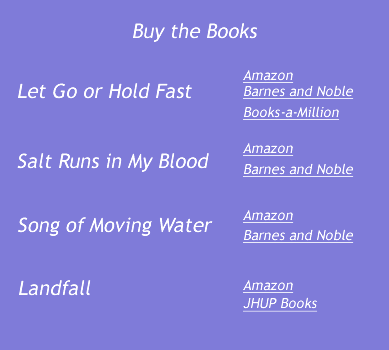 Buy the Books
Let Go or Hold Fast
Amazon
Barnes and Noble
Books-a-Million
Salt Runs in My Blood
Amazon
Barnes and Noble
Song of Moving Water
Amazon
Barnes and Noble
Landfall
Amazon
JHUP Books